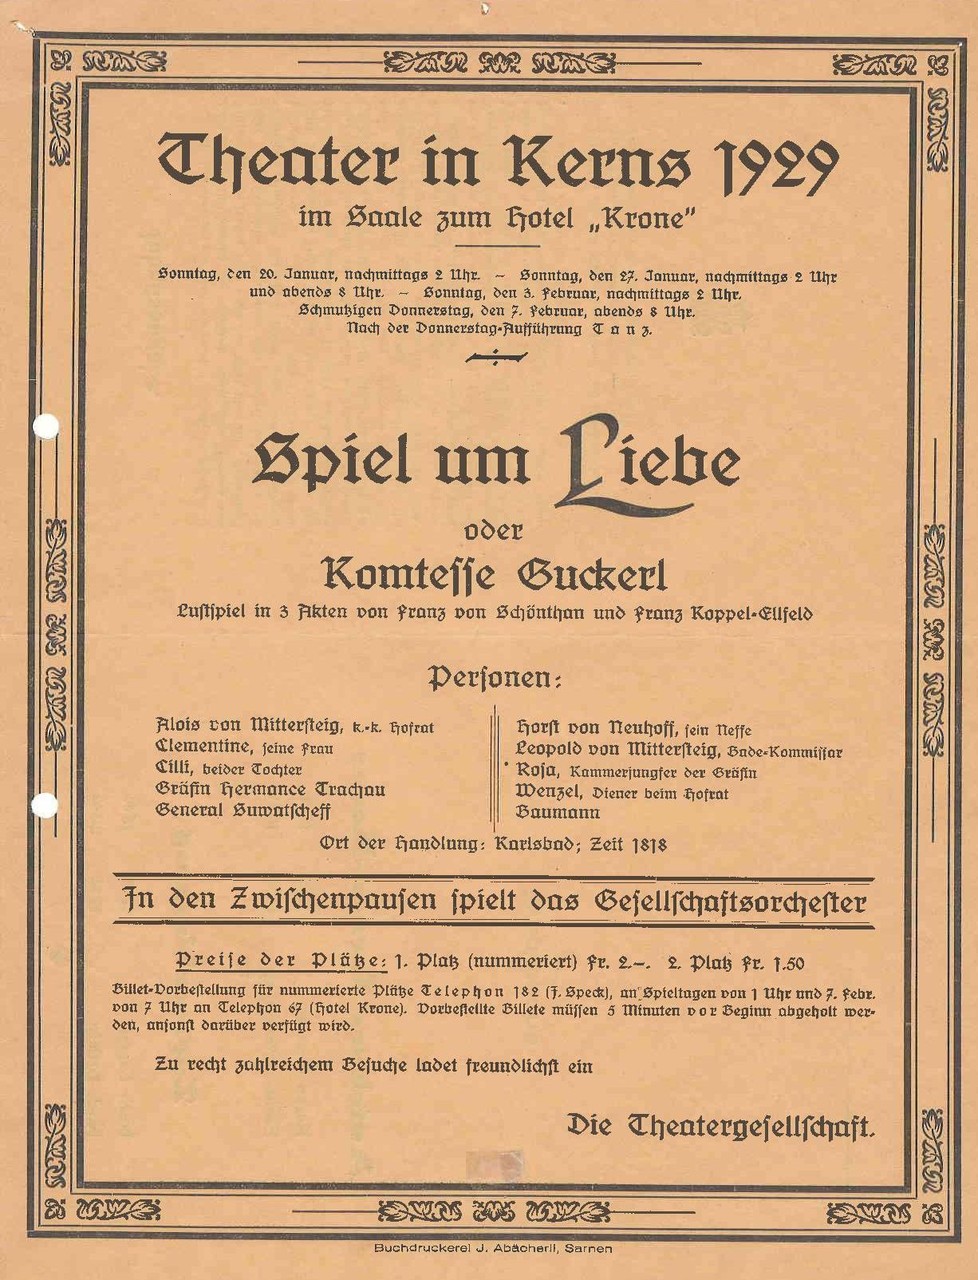 Theater in Kerns 1929
im Saale zum Hotel „Krone”
Sonntag, den 20. Januar, nachmittags 2 Uhr. – Sonntag, den 27. Januar, nachmittags 2 Uhr
und abends 8 Uhr. – Sonntag, den 3. Februar, nachmittags 2 Uhr.
Schmutzigen Donnerstag, den 7. Februar, abends 8 Uhr.
Nach der Donnerstag-Aufführung Tanz.
Spiel um Liebe
oder
Komtesse Guckerl
Lustspiel in 3 Akten von Franz von Schönthan und Franz Koppel-Ellfeld
Personen:
Alois von Mittersteig, k.-k. Hofrat
Clementine, seine Frau
Cilli, beider Tochter
Gräfin Hermance Trachau
General Suwatscheff
Horst von Neuhoff, sein Neffe
Leopold von Mittersteig, Bade-Kommissar
Rosa, Kammerjungfer der Gräfin
Wenzel, Diener beim Hofrat
Baumann
Ort der Handlung: Karlsbad; Zeit 1818
In den Zwischenpausen spielt das Gesellschaftsorchester
Preise der Plätze: 1. Platz (nummeriert) Fr. 2.–. 2. Platz Fr. 1.50
Billet-Vorbestellung für nummerierte Plätze Telephon 182 (J. Speck), an Spieltagen von 1 Uhr und 7. Febr.
von 7 Uhr an Telephon 67 (Hotel Krone). Vorbestellte Billete müssen 5 Minuten vor Beginn abgeholt wer-
den, ansonst darüber verfügt wird.
Zu recht zahlreichem Besuche ladet freundlichst ein
Die Theatergesellschaft.
Buchdruckerei J. Abächerli, Sarnen